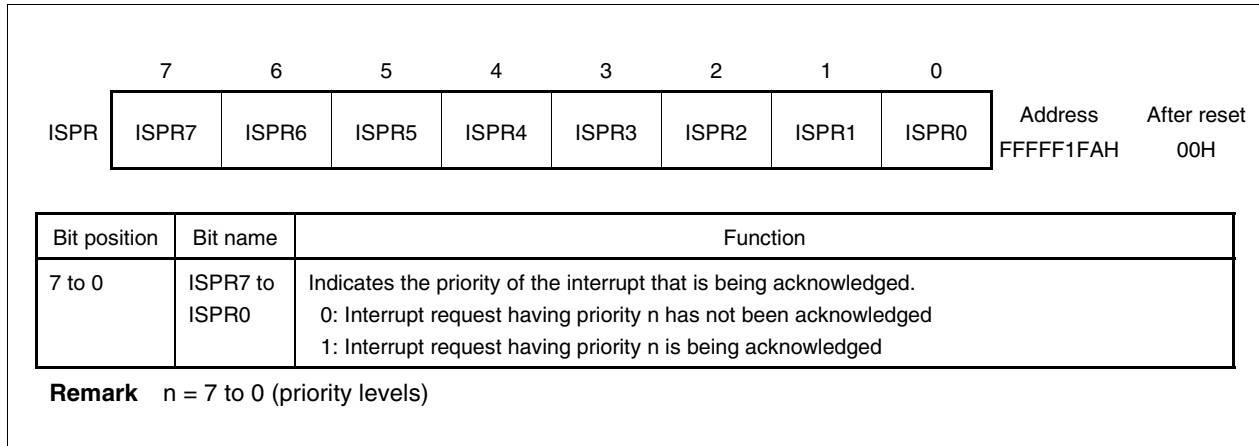 7 6 5 4 3 2 1 0
ISPR ISPR7 ISPR6 ISPR5 ISPR4 ISPR3 ISPR2 ISPR1 ISPR0 Address After reset
FFFFF1FAH 00H
Bit position Bit name Function
7 to 0 ISPR7 to Indicates the priority of the interrupt that is being acknowledged.
ISPR0 0: Interrupt request having priority n has not been acknowledged
1: Interrupt request having priority n is being acknowledged
Remark n = 7 to 0 (priority levels)